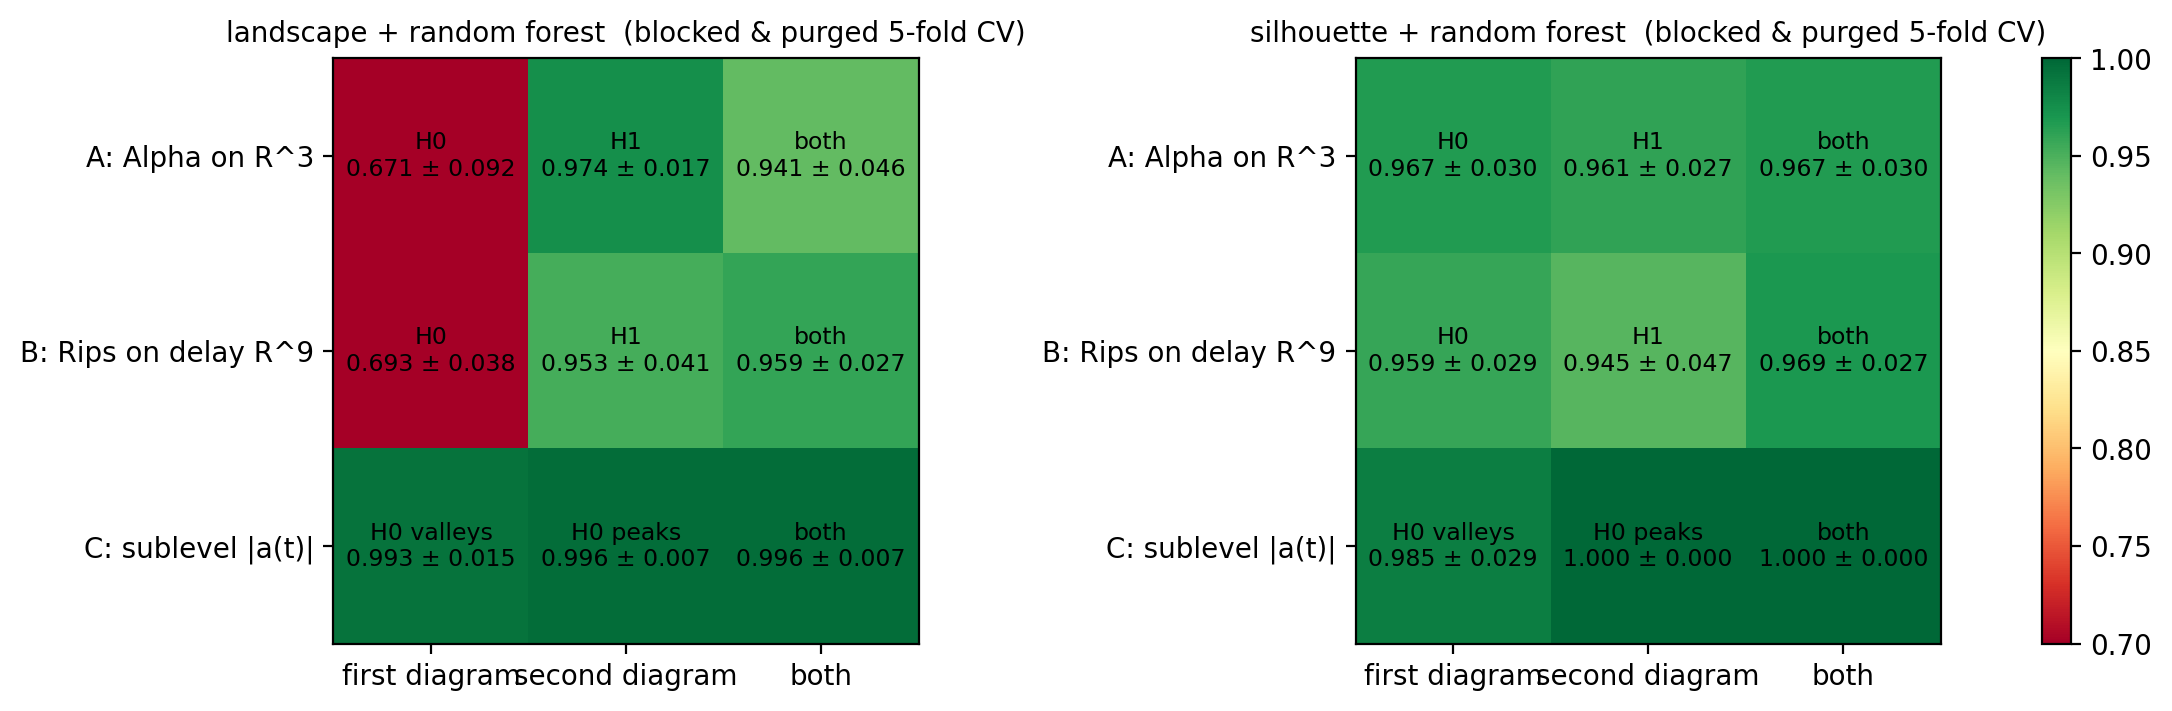 landscape + random forest  (blocked & purged 5-fold CV)
A: Alpha on R^3
B: Rips on delay R^9
C: sublevel |a(t)|
H0
0.671 ± 0.092
H1
0.974 ± 0.017
both
0.941 ± 0.046
H0
0.693 ± 0.038
H1
0.953 ± 0.041
both
0.959 ± 0.027
H0 valleys
0.993 ± 0.015
H0 peaks
0.996 ± 0.007
both
0.996 ± 0.007
first diagram
second diagram
both
silhouette + random forest  (blocked & purged 5-fold CV)
A: Alpha on R^3
B: Rips on delay R^9
C: sublevel |a(t)|
H0
0.967 ± 0.030
H1
0.961 ± 0.027
both
0.967 ± 0.030
H0
0.959 ± 0.029
H1
0.945 ± 0.047
both
0.969 ± 0.027
H0 valleys
0.985 ± 0.029
H0 peaks
1.000 ± 0.000
both
1.000 ± 0.000
first diagram
second diagram
both
1.00
0.95
0.90
0.85
0.80
0.75
0.70